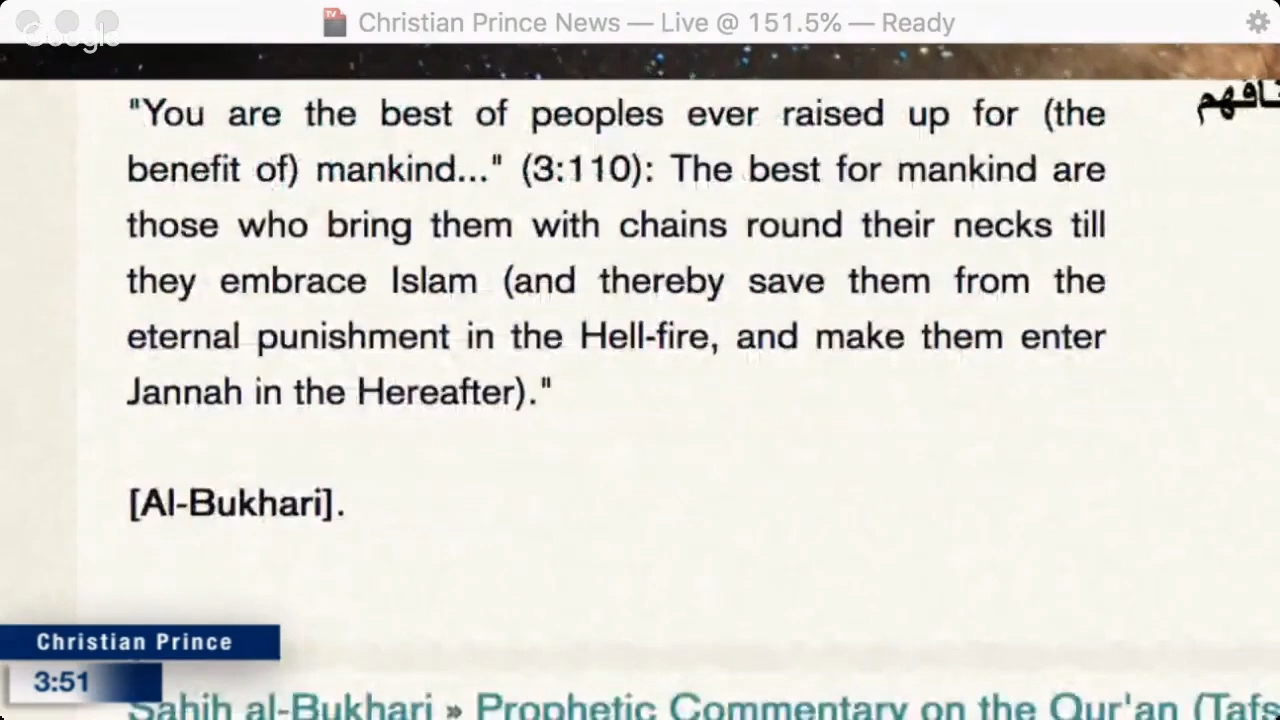 Christian Prince News — Live @ 151.5% — Ready
Google
"You are the best of peoples ever raised up for (the
benefit of) mankind..." (3:110): The best for mankind are
those who bring them with chains round their necks till
they embrace Islam (and thereby save them from the
eternal punishment in the Hell-fire, and make them enter
Jannah in the Hereafter)."
[Al-Bukhari].
Christian Prince
3:51
Sahih al-Bukhari » Prophetic Commentary on the Qur'an (Tafs